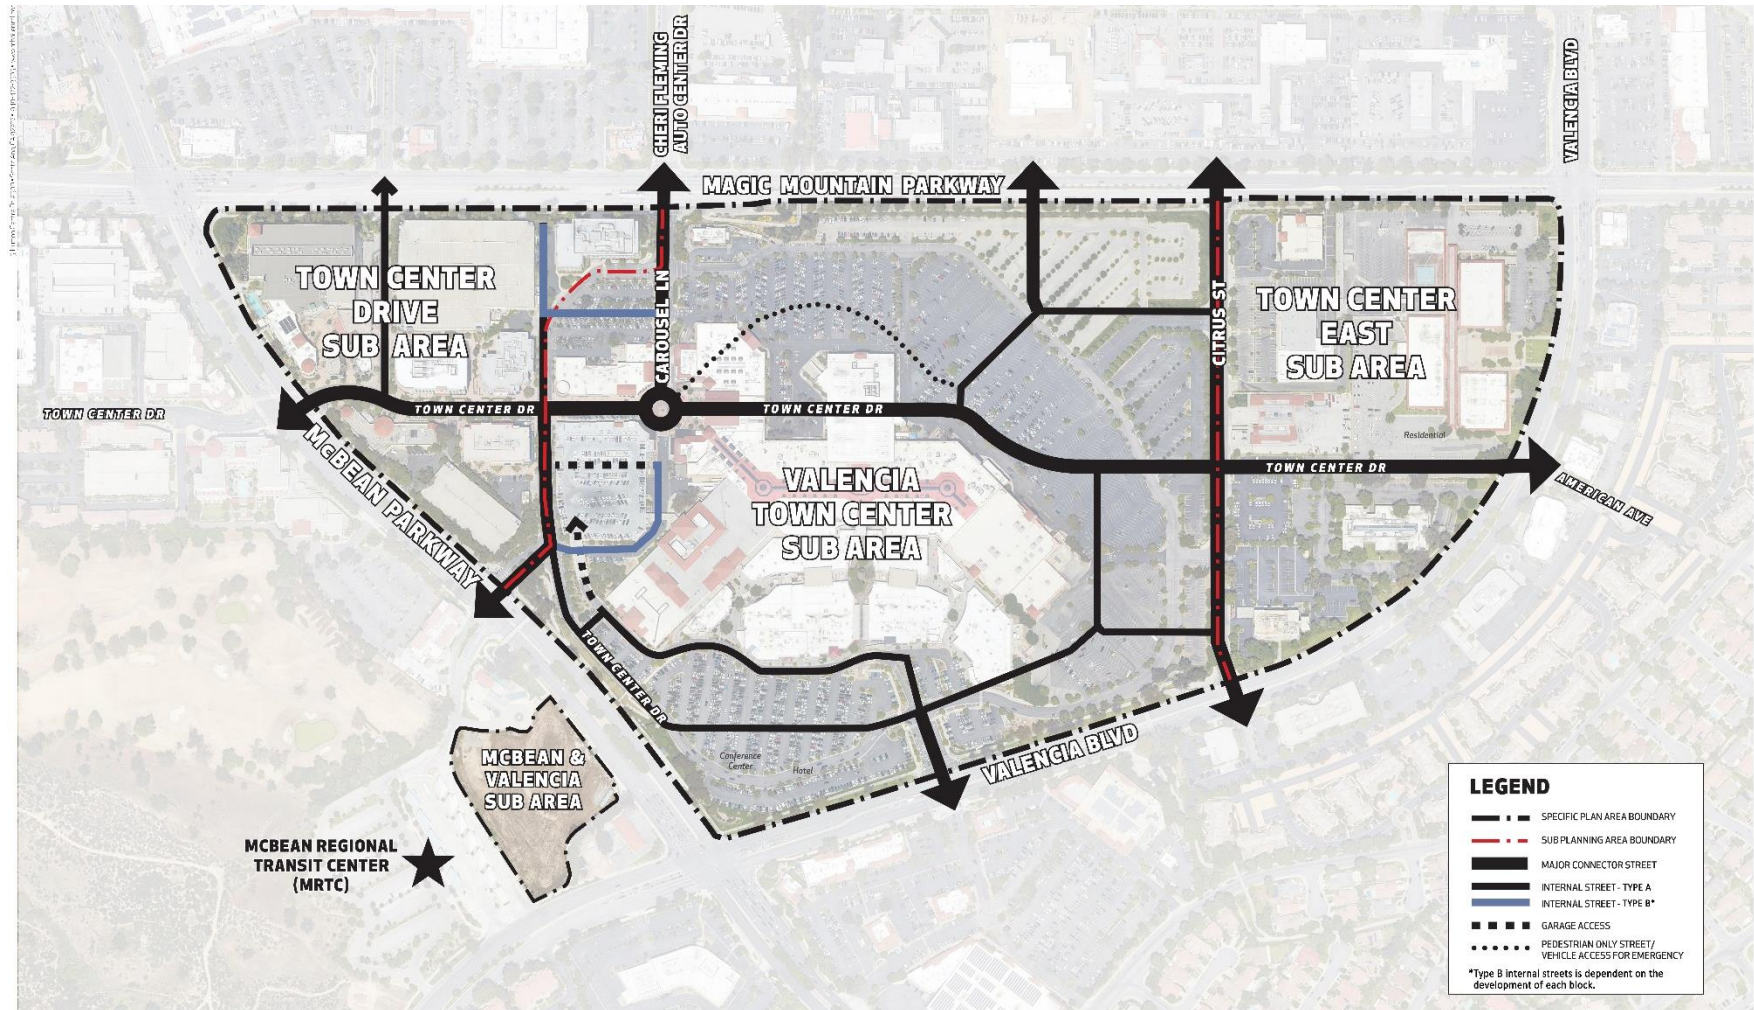 CHERI FLEMING
AUTO CENTER DR
VALENCIA BLVD
MAGIC MOUNTAIN PARKWAY
TOWN CENTER
DRIVE
SUB AREA
CAROUSEL LN
CITRUS ST
TOWN CENTER
EAST
SUB AREA
TOWN CENTER DR
TOWN CENTER DR
TOWN CENTER DR
Residential
TOWN CENTER DR
AMERICAN AVE
McBEAN PARKWAY
VALENCIA
TOWN CENTER
SUB AREA
TOWN CENTER DR
Conference
Center
Hotel
VALENCIA BLVD
MCBEAN &
VALENCIA
SUB AREA
MCBEAN REGIONAL
TRANSIT CENTER
(MRTC)
LEGEND
SPECIFIC PLAN AREA BOUNDARY
SUB PLANNING AREA BOUNDARY
MAJOR CONNECTOR STREET
INTERNAL STREET - TYPE A
INTERNAL STREET - TYPE B*
GARAGE ACCESS
PEDESTRIAN ONLY STREET/
VEHICLE ACCESS FOR EMERGENCY
*Type B internal streets is dependent on the
development of each block.